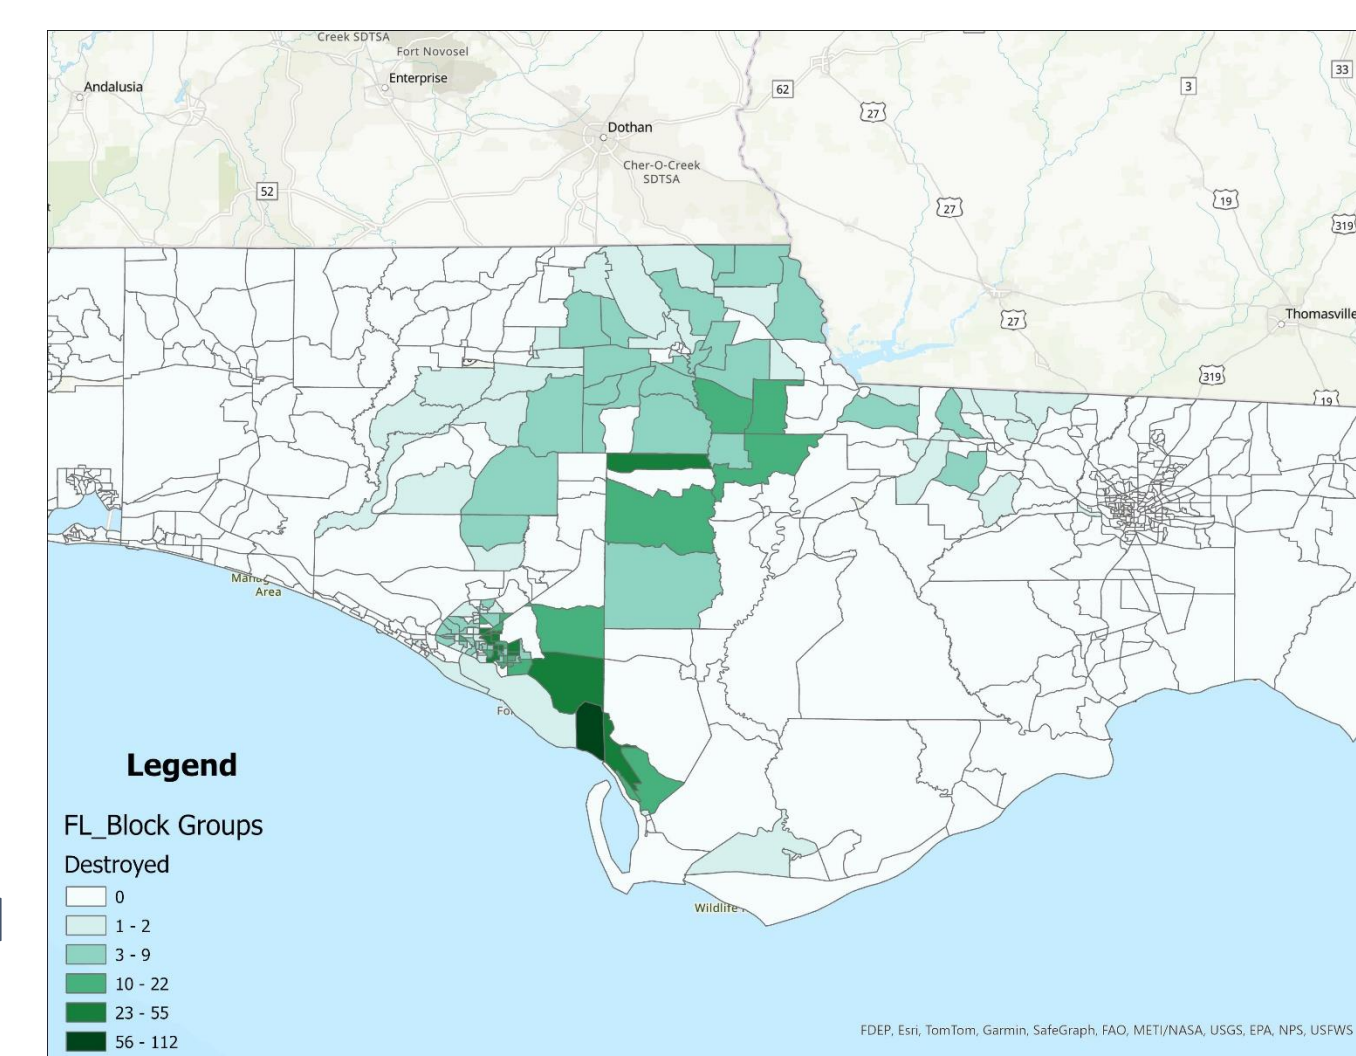 Creek SDTSA
Fort Novosel
Enterprise
Andalusia
33
3
62
27
Dothan
Cher-O-Creek
SDTSA
52
19
27
319
27
Thomasville
319
19
Area
Legend
FL_Block Groups
Destroyed
0
1 - 2
3 - 9
10 - 22
23 - 55
56 - 112
Wildlife
FDEP, Esri, TomTom, Garmin, SafeGraph, FAO, METI/NASA, USGS, EPA, NPS, USFWS